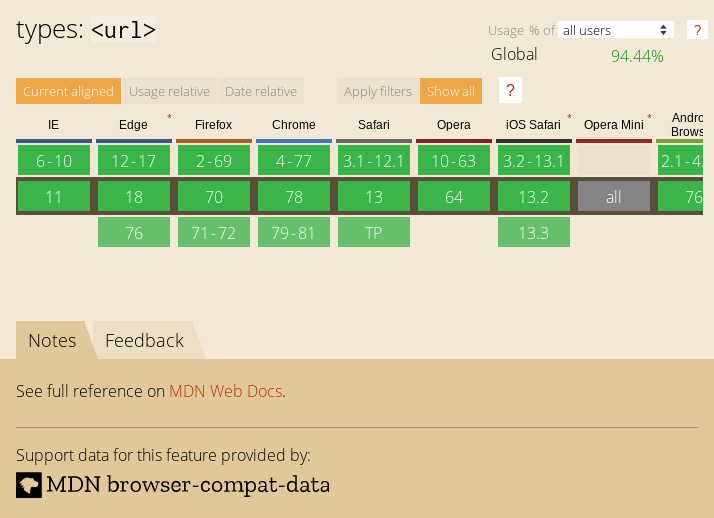 types: <url>
Usage % of all users ?
Global 94.44%
Current aligned Usage relative Date relative Apply filters Show all ?
IE Edge * Firefox Chrome Safari Opera iOS Safari * Opera Mini * Andro
Brows
6-10 12-17 2-69 4-77 3.1-12.1 10-63 3.2-13.1 2.1-4.
11 18 70 78 13 64 13.2 all 76
76 71-72 79-81 TP 13.3
Notes Feedback
See full reference on MDN Web Docs.
Support data for this feature provided by:
MDN browser-compat-data